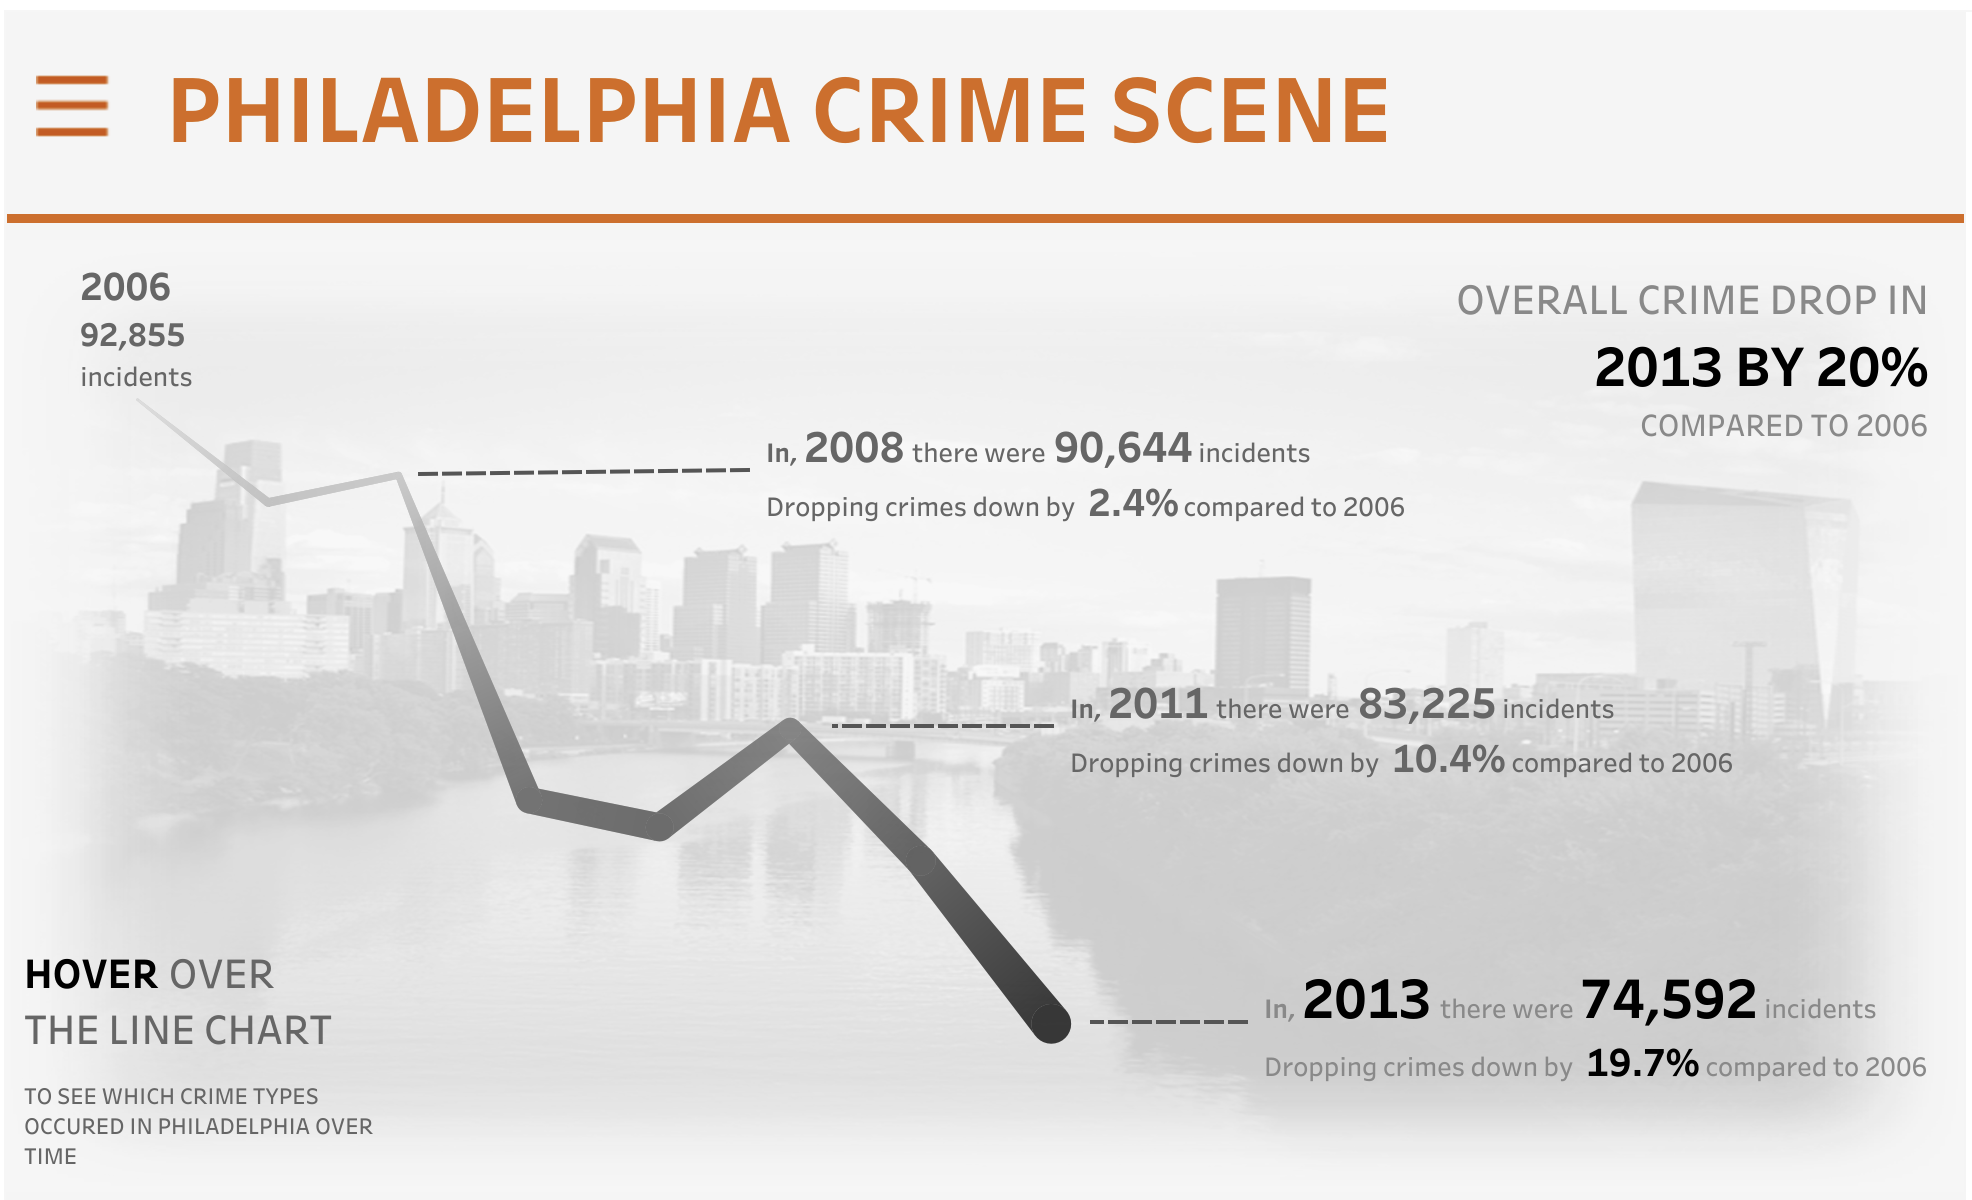 PHILADELPHIA CRIME SCENE
2006
92,855
incidents
OVERALL CRIME DROP IN
2013 BY 20%
COMPARED TO 2006
In, 2008 there were 90,644 incidents
Dropping crimes down by 2.4% compared to 2006
In, 2011 there were 83,225 incidents
Dropping crimes down by 10.4% compared to 2006
HOVER OVER
THE LINE CHART
TO SEE WHICH CRIME TYPES
OCCURED IN PHILADELPHIA OVER
TIME
In, 2013 there were 74,592 incidents
Dropping crimes down by 19.7% compared to 2006